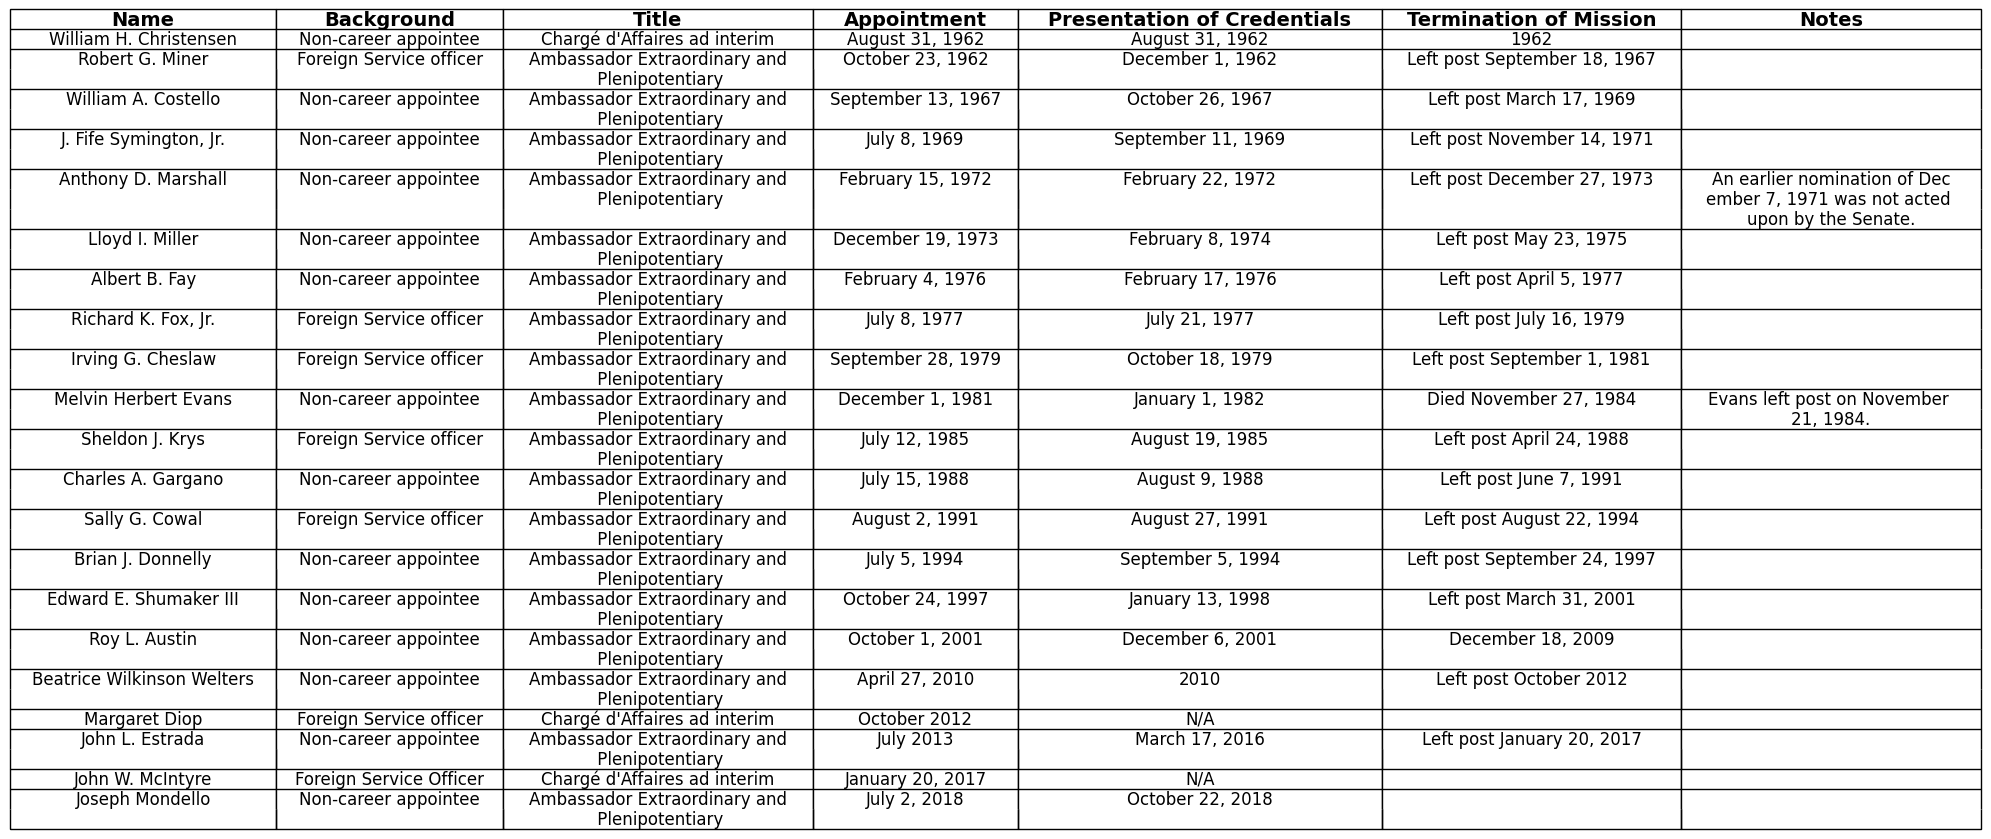 Name Background Title Appointment Presentation of Credentials Termination of Mission Notes
William H. Christensen Non-career appointee Chargé d'Affaires ad interim August 31, 1962 August 31, 1962 1962
Robert G. Miner Foreign Service officer Ambassador Extraordinary and October 23, 1962 December 1, 1962 Left post September 18, 1967
Plenipotentiary
William A. Costello Non-career appointee Ambassador Extraordinary and September 13, 1967 October 26, 1967 Left post March 17, 1969
Plenipotentiary
J. Fife Symington, Jr. Non-career appointee Ambassador Extraordinary and July 8, 1969 September 11, 1969 Left post November 14, 1971
Plenipotentiary
Anthony D. Marshall Non-career appointee Ambassador Extraordinary and February 15, 1972 February 22, 1972 Left post December 27, 1973 An earlier nomination of Dec
Plenipotentiary ember 7, 1971 was not acted
upon by the Senate.
Lloyd I. Miller Non-career appointee Ambassador Extraordinary and December 19, 1973 February 8, 1974 Left post May 23, 1975
Plenipotentiary
Albert B. Fay Non-career appointee Ambassador Extraordinary and February 4, 1976 February 17, 1976 Left post April 5, 1977
Plenipotentiary
Richard K. Fox, Jr. Foreign Service officer Ambassador Extraordinary and July 8, 1977 July 21, 1977 Left post July 16, 1979
Plenipotentiary
Irving G. Cheslaw Foreign Service officer Ambassador Extraordinary and September 28, 1979 October 18, 1979 Left post September 1, 1981
Plenipotentiary
Melvin Herbert Evans Non-career appointee Ambassador Extraordinary and December 1, 1981 January 1, 1982 Died November 27, 1984 Evans left post on November
Plenipotentiary 21, 1984.
Sheldon J. Krys Foreign Service officer Ambassador Extraordinary and July 12, 1985 August 19, 1985 Left post April 24, 1988
Plenipotentiary
Charles A. Gargano Non-career appointee Ambassador Extraordinary and July 15, 1988 August 9, 1988 Left post June 7, 1991
Plenipotentiary
Sally G. Cowal Foreign Service officer Ambassador Extraordinary and August 2, 1991 August 27, 1991 Left post August 22, 1994
Plenipotentiary
Brian J. Donnelly Non-career appointee Ambassador Extraordinary and July 5, 1994 September 5, 1994 Left post September 24, 1997
Plenipotentiary
Edward E. Shumaker III Non-career appointee Ambassador Extraordinary and October 24, 1997 January 13, 1998 Left post March 31, 2001
Plenipotentiary
Roy L. Austin Non-career appointee Ambassador Extraordinary and October 1, 2001 December 6, 2001 December 18, 2009
Plenipotentiary
Beatrice Wilkinson Welters Non-career appointee Ambassador Extraordinary and April 27, 2010 2010 Left post October 2012
Plenipotentiary
Margaret Diop Foreign Service officer Chargé d'Affaires ad interim October 2012 N/A
John L. Estrada Non-career appointee Ambassador Extraordinary and July 2013 March 17, 2016 Left post January 20, 2017
Plenipotentiary
John W. McIntyre Foreign Service Officer Chargé d'Affaires ad interim January 20, 2017 N/A
Joseph Mondello Non-career appointee Ambassador Extraordinary and July 2, 2018 October 22, 2018
Plenipotentiary